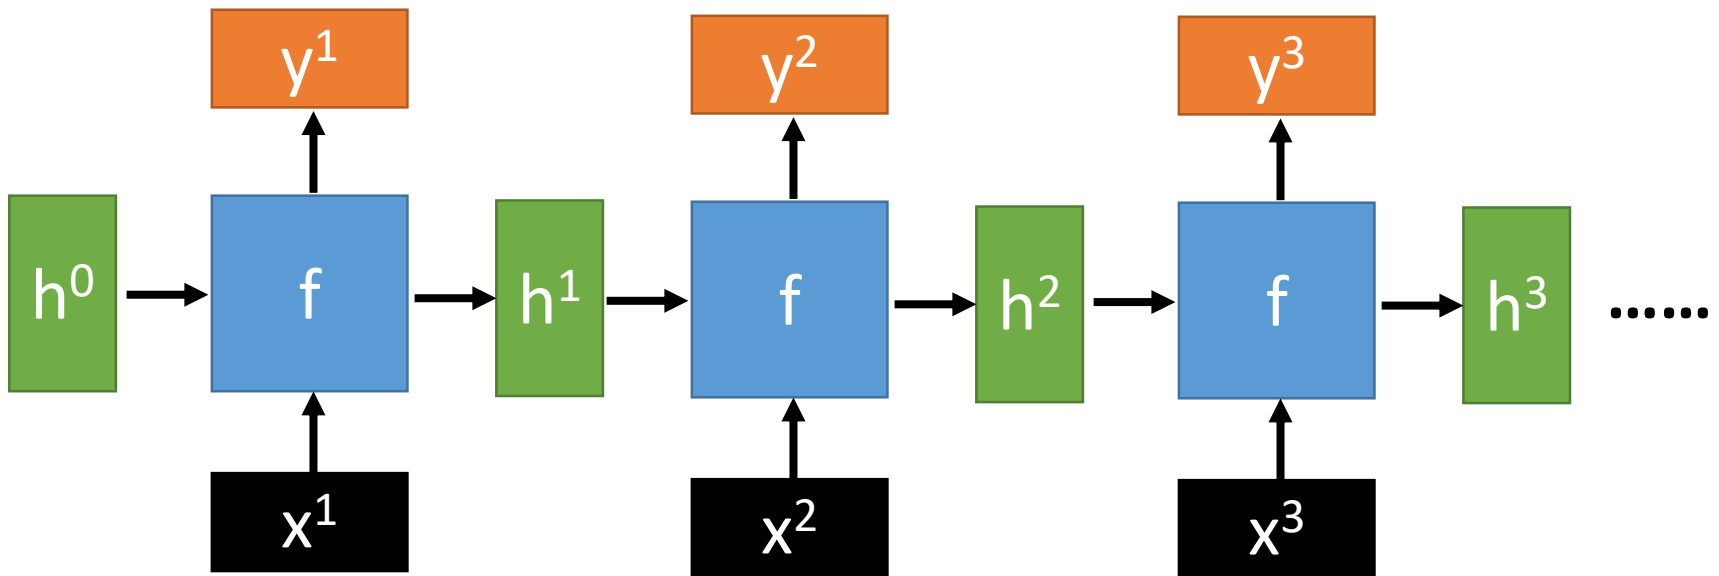 y¹ y² y³
h⁰ f h¹ f h² f h³ ......
x¹ x² x³